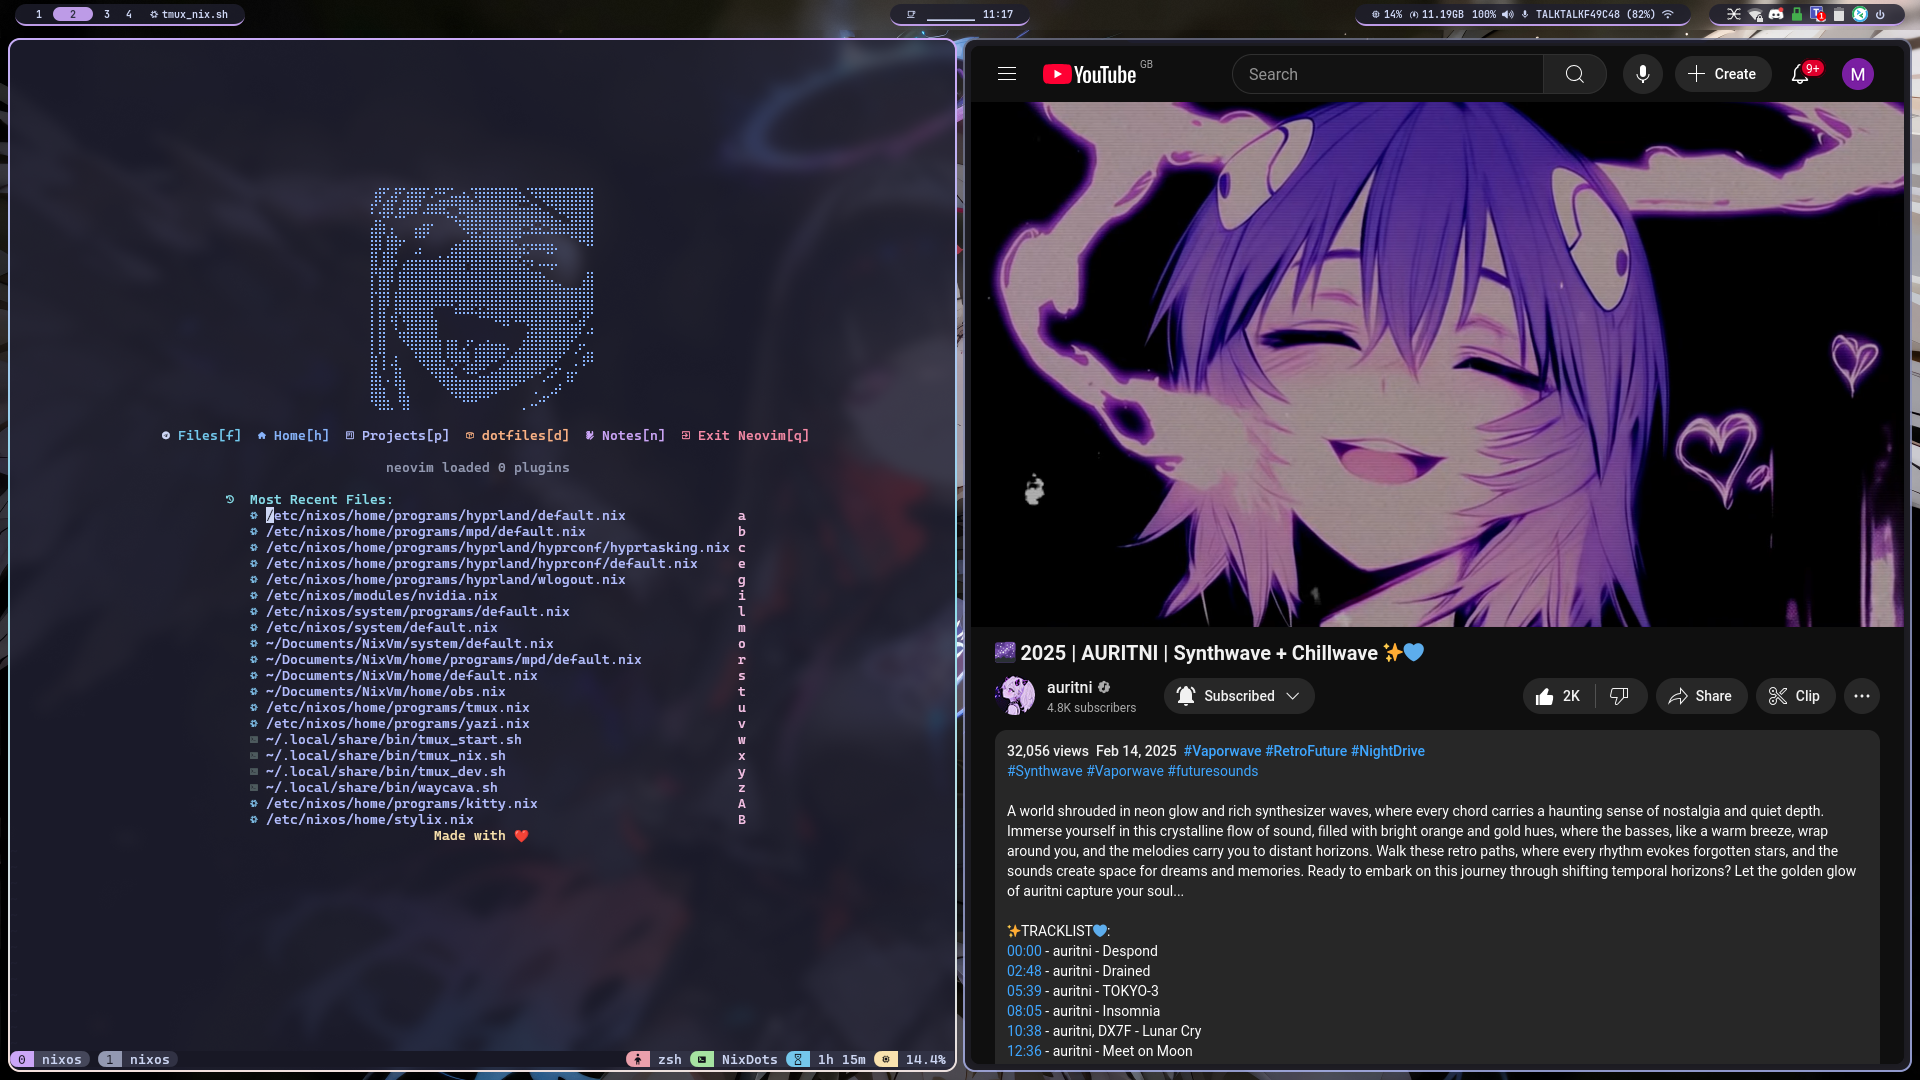 1 2 3 4 tmux_nix.sh
11:17
14% 11.19GB 100% TALKTALKF49C48 (82%)
YouTube GB
Search
Create
9+
M
Files[f] Home[h] Projects[p] dotfiles[d] Notes[n] Exit Neovim[q]
neovim loaded 0 plugins
Most Recent Files:
/etc/nixos/home/programs/hyprland/default.nix a
/etc/nixos/home/programs/mpd/default.nix b
/etc/nixos/home/programs/hyprland/hyprconf/hyprtasking.nix c
/etc/nixos/home/programs/hyprland/hyprconf/default.nix e
/etc/nixos/home/programs/hyprland/wlogout.nix g
/etc/nixos/modules/nvidia.nix i
/etc/nixos/system/programs/default.nix l
/etc/nixos/system/default.nix m
~/Documents/NixVm/system/default.nix o
~/Documents/NixVm/home/programs/mpd/default.nix r
~/Documents/NixVm/home/default.nix s
~/Documents/NixVm/home/obs.nix t
/etc/nixos/home/programs/tmux.nix u
/etc/nixos/home/programs/yazi.nix v
~/.local/share/bin/tmux_start.sh w
~/.local/share/bin/tmux_nix.sh x
~/.local/share/bin/tmux_dev.sh y
~/.local/share/bin/waycava.sh z
/etc/nixos/home/programs/kitty.nix A
/etc/nixos/home/stylix.nix B
Made with ❤️
0 nixos 1 nixos
zsh NixDots 1h 15m 14.4%
🌌 2025 | AURITNI | Synthwave + Chillwave ✨💙
auritni
4.8K subscribers
Subscribed
2K
Share
Clip
32,056 views Feb 14, 2025 #Vaporwave #RetroFuture #NightDrive
#Synthwave #Vaporwave #futuresounds
A world shrouded in neon glow and rich synthesizer waves, where every chord carries a haunting sense of nostalgia and quiet depth.
Immerse yourself in this crystalline flow of sound, filled with bright orange and gold hues, where the basses, like a warm breeze, wrap
around you, and the melodies carry you to distant horizons. Walk these retro paths, where every rhythm evokes forgotten stars, and the
sounds create space for dreams and memories. Ready to embark on this journey through shifting temporal horizons? Let the golden glow
of auritni capture your soul...
✨TRACKLIST💙:
00:00 - auritni - Despond
02:48 - auritni - Drained
05:39 - auritni - TOKYO-3
08:05 - auritni - Insomnia
10:38 - auritni, DX7F - Lunar Cry
12:36 - auritni - Meet on Moon